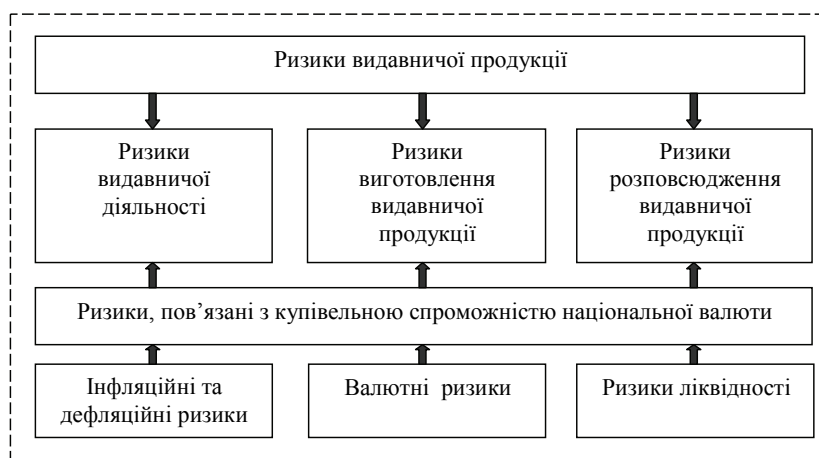 Ризики видавничої продукції
Ризики
видавничої
діяльності
Ризики
виготовлення
видавничої
продукції
Ризики
розповсюдження
видавничої
продукції
Ризики, пов’язані з купівельною спроможністю національної валюти
Інфляційні та
дефляційні ризики
Валютні ризики
Ризики ліквідності